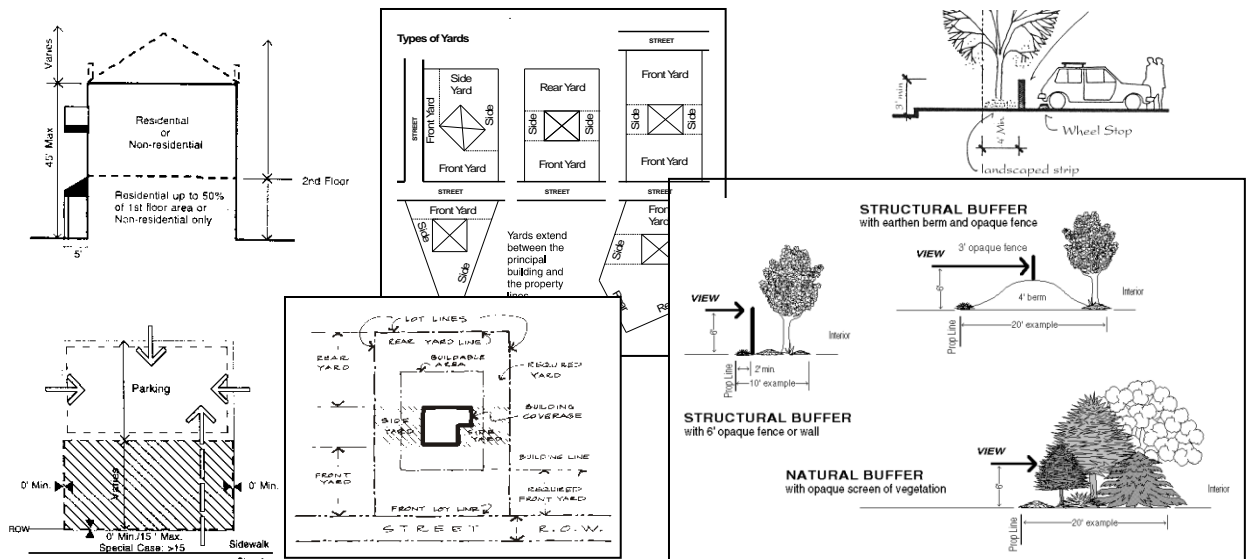 Varies
45' Max
Residential
or
Non-residential
2nd Floor
Residential up to 50%
of 1st floor area or
Non-residential only
5'
Parking
Varies
0' Min.
0' Min.
ROW
0' Min./15' Max.
Special Case: >15
Sidewalk
Types of Yards
STREET
Side
Yard
Front Yard
Side
Front Yard
STREET
Rear Yard
Side
Side
Front Yard
STREET
STREET
Front Yard
Side
Side
Front Yard
STREET
Front Yard
Side
Side
Yards extend
between the
principal
building and
the property
lines
Front
Yard
Side
Rear
LOT LINES
REAR YARD LINE
BUILDABLE
AREA
REAR
YARD
REQUIRED
YARD
BUILDING
COVERAGE
SIDE
YARD
SIDE
YARD
BUILDING LINE
FRONT
YARD
REQUIRED
FRONT YARD
FRONT LOT LINE
STREET
R.O.W.
3' min.
4' Min.
Wheel Stop
landscaped strip
STRUCTURAL BUFFER
with earthen berm and opaque fence
VIEW
3' opaque fence
6'
4' berm
Interior
Prop Line
20' example
VIEW
6'
Interior
Prop Line
2' min.
10' example
STRUCTURAL BUFFER
with 6' opaque fence or wall
NATURAL BUFFER
with opaque screen of vegetation
VIEW
6'
Interior
Prop Line
20' example